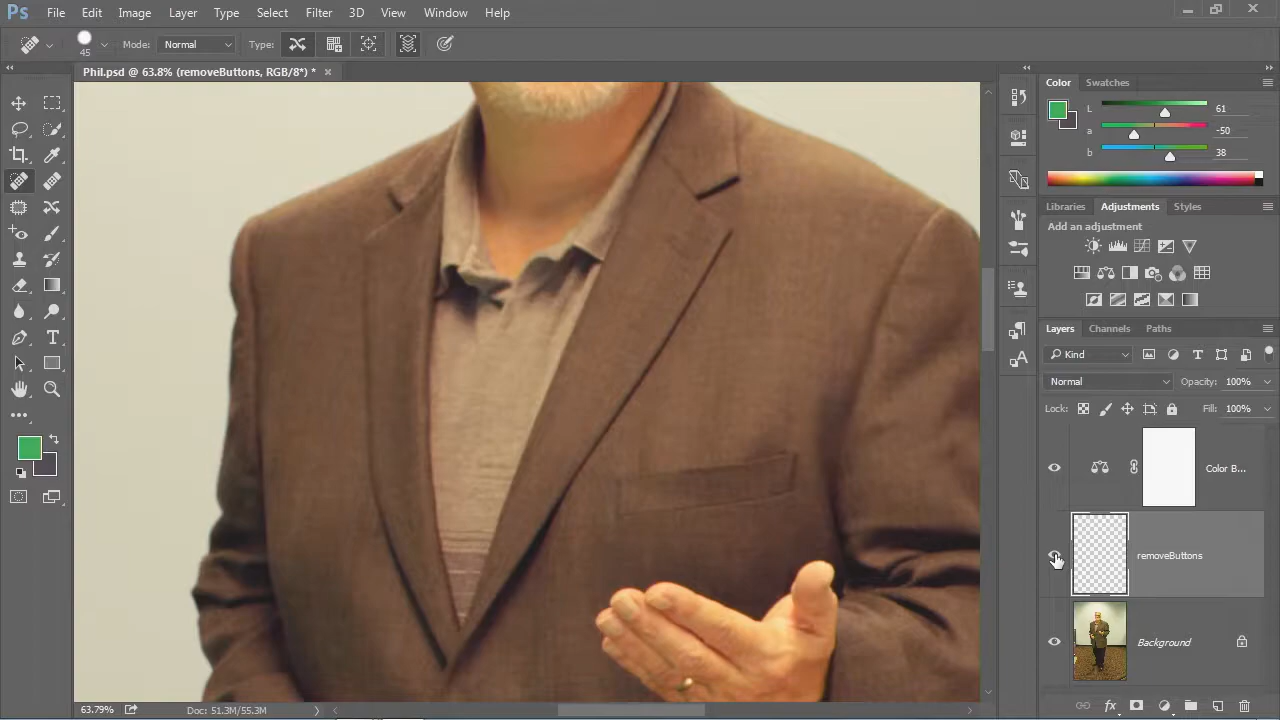 Ps File Edit Image Layer Type Select Filter 3D View Window Help
45 Mode: Normal Type:
Phil.psd @ 63.8% (removeButtons, RGB/8*) * ×
Color Swatches
L 61
a -50
b 38
Libraries Adjustments Styles
Add an adjustment
Layers Channels Paths
Kind
Normal Opacity: 100%
Lock: Fill: 100%
Color B...
removeButtons
Background
63.79% Doc: 51.3M/55.3M